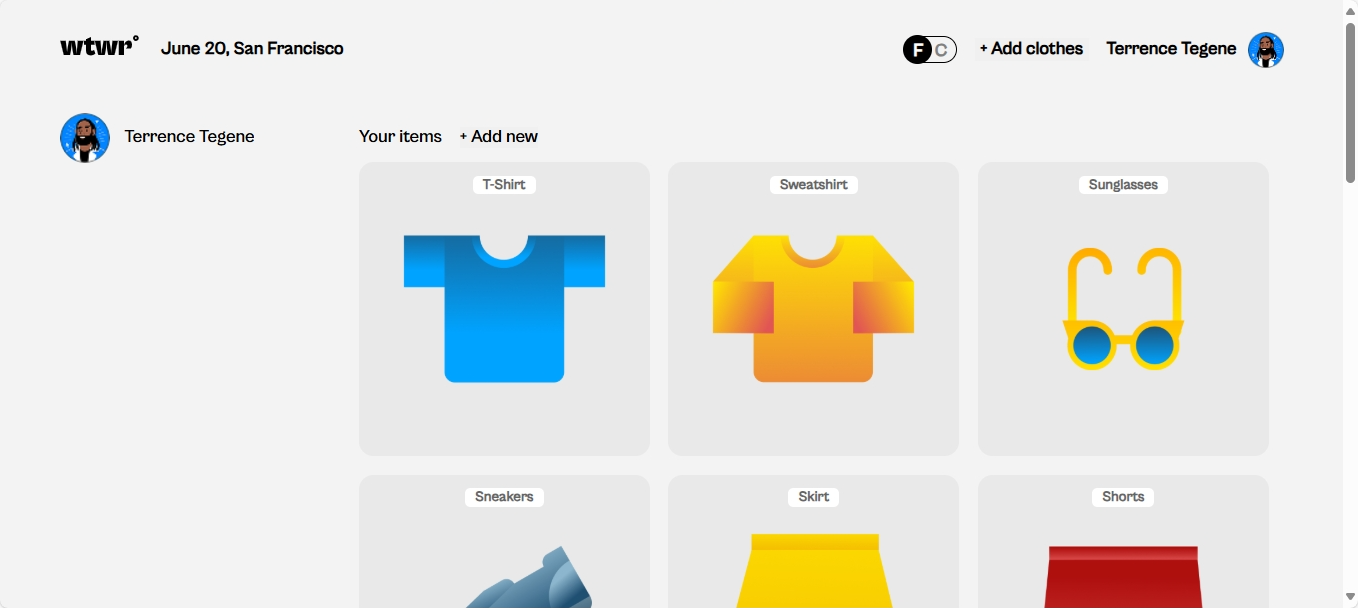 wtwr° June 20, San Francisco F C + Add clothes Terrence Tegene
Terrence Tegene Your items + Add new
T-Shirt Sweatshirt Sunglasses
Sneakers Skirt Shorts